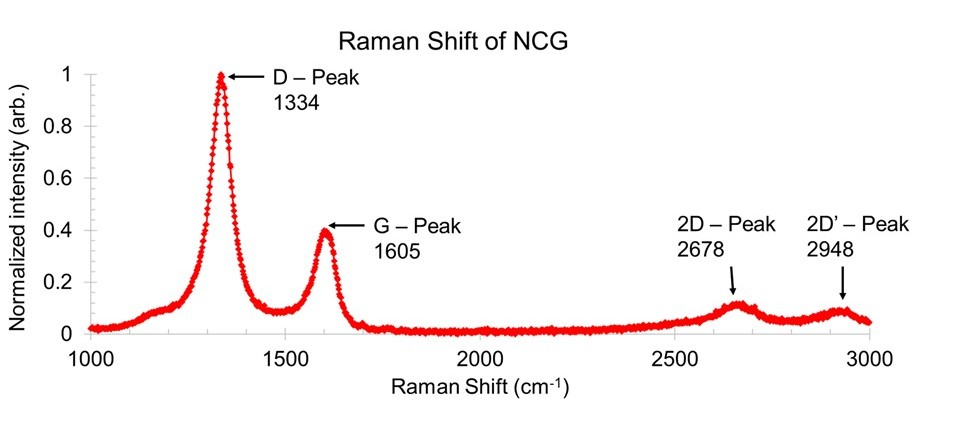 Raman Shift of NCG
Normalized intensity (arb.)
1
0.8
0.6
0.4
0.2
0
D – Peak
1334
G – Peak
1605
2D – Peak
2678
2D’ – Peak
2948
1000 1500 2000 2500 3000
Raman Shift (cm-1)